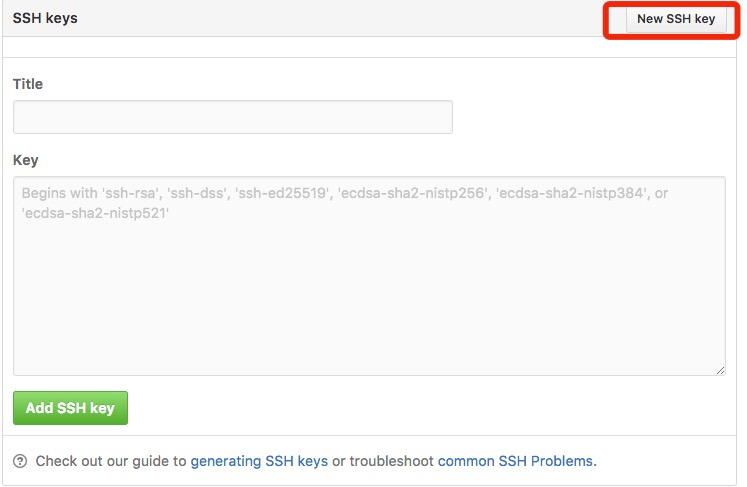 SSH keys
New SSH key
Title
Key
Begins with 'ssh-rsa', 'ssh-dss', 'ssh-ed25519', 'ecdsa-sha2-nistp256', 'ecdsa-sha2-nistp384', or
'ecdsa-sha2-nistp521'
Add SSH key
Check out our guide to generating SSH keys or troubleshoot common SSH Problems.